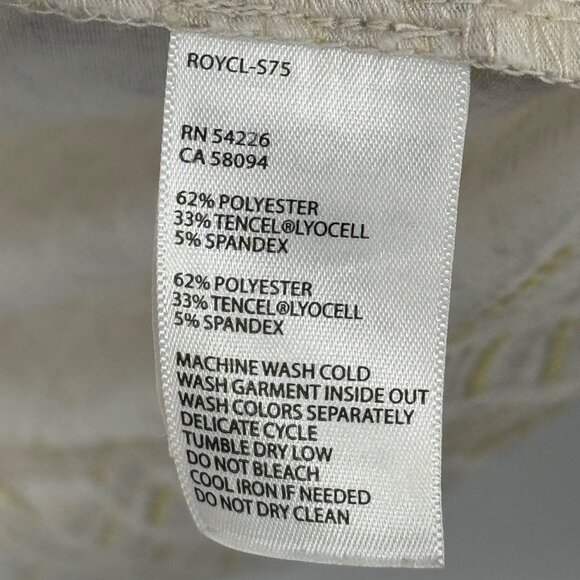 ROYCL-S75
RN 54226
CA 58094
62% POLYESTER
33% TENCEL®LYOCELL
5% SPANDEX
62% POLYESTER
33% TENCEL®LYOCELL
5% SPANDEX
MACHINE WASH COLD
WASH GARMENT INSIDE OUT
WASH COLORS SEPARATELY
DELICATE CYCLE
TUMBLE DRY LOW
DO NOT BLEACH
COOL IRON IF NEEDED
DO NOT DRY CLEAN